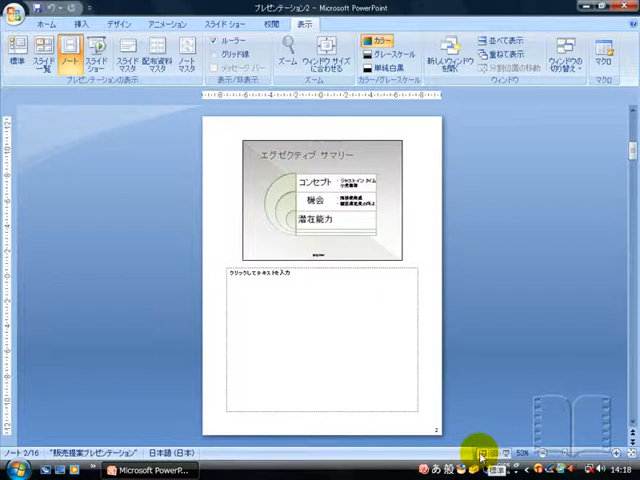 プレゼンテーション2 - Microsoft PowerPoint
ホーム 挿入 デザイン アニメーション スライド ショー 校閲 表示
標準
スライド
一覧
ノート
スライド
ショー
スライド
マスタ
配布資料
マスタ
ノート
マスタ
プレゼンテーションの表示
ルーラー
グリッド線
メッセージ バー
表示/非表示
ズーム
ウィンドウ サイズ
に合わせる
ズーム
カラー
グレースケール
単純白黒
カラー/グレースケール
新しいウィンドウ
を開く
並べて表示
重ねて表示
分割位置の移動
ウィンドウの
切り替え
ウィンドウ
マクロ
マクロ
エグゼクティブ サマリー
コンセプト
・ジャスト イン タイム
機会
潜在能力
クリックしてテキストを入力
2
ノート 2/16 "販売提案プレゼンテーション" 日本語 (日本)
53%
標準
Microsoft PowerP...
あ 般
14:18